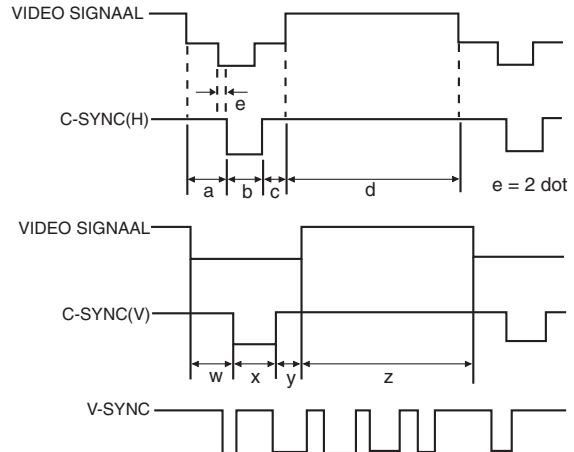 VIDEO SIGNAAL
e
C-SYNC(H)
a b c d e = 2 dot
VIDEO SIGNAAL
C-SYNC(V)
w x y z
V-SYNC